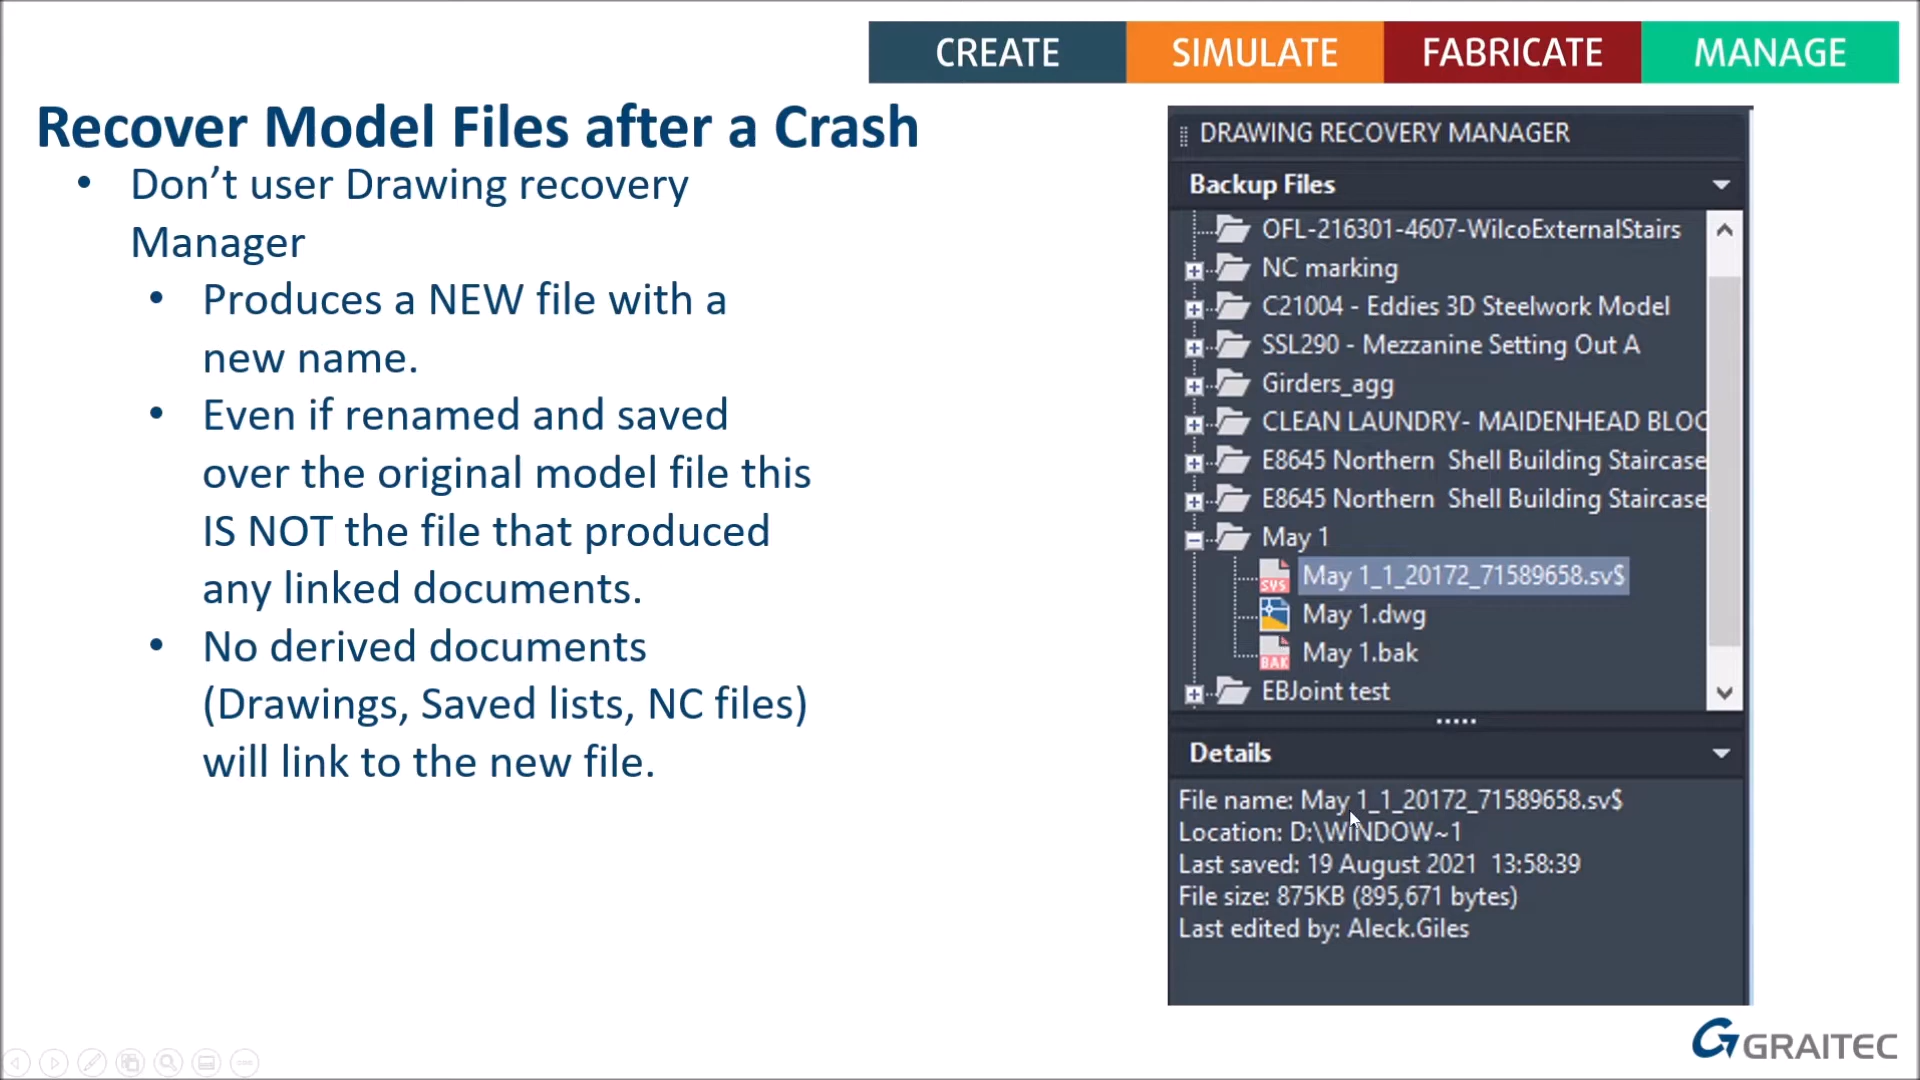 CREATE SIMULATE FABRICATE MANAGE
Recover Model Files after a Crash
• Don’t user Drawing recovery
Manager
• Produces a NEW file with a
new name.
• Even if renamed and saved
over the original model file this
IS NOT the file that produced
any linked documents.
• No derived documents
(Drawings, Saved lists, NC files)
will link to the new file.
DRAWING RECOVERY MANAGER
Backup Files
OFL-216301-4607-WilcoExternalStairs
NC marking
C21004 - Eddies 3D Steelwork Model
SSL290 - Mezzanine Setting Out A
Girders_agg
CLEAN LAUNDRY- MAIDENHEAD BLOC
E8645 Northern  Shell Building Staircase
E8645 Northern  Shell Building Staircase
May 1
SV$ May 1_1_20172_71589658.sv$
May 1.dwg
BAK May 1.bak
EBJoint test
Details
File name: May 1_1_20172_71589658.sv$
Location: D:\WINDOW~1
Last saved: 19 August 2021  13:58:39
File size: 875KB (895,671 bytes)
Last edited by: Aleck.Giles
GRAITEC